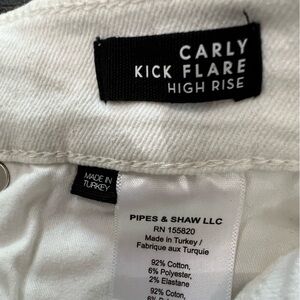 CARLY
KICK FLARE
HIGH RISE
MADE IN
TURKEY
PIPES & SHAW LLC
RN 155820
Made in Turkey /
Fabrique aux Turquie
92% Cotton,
6% Polyester,
2% Elastane
92% Coton,